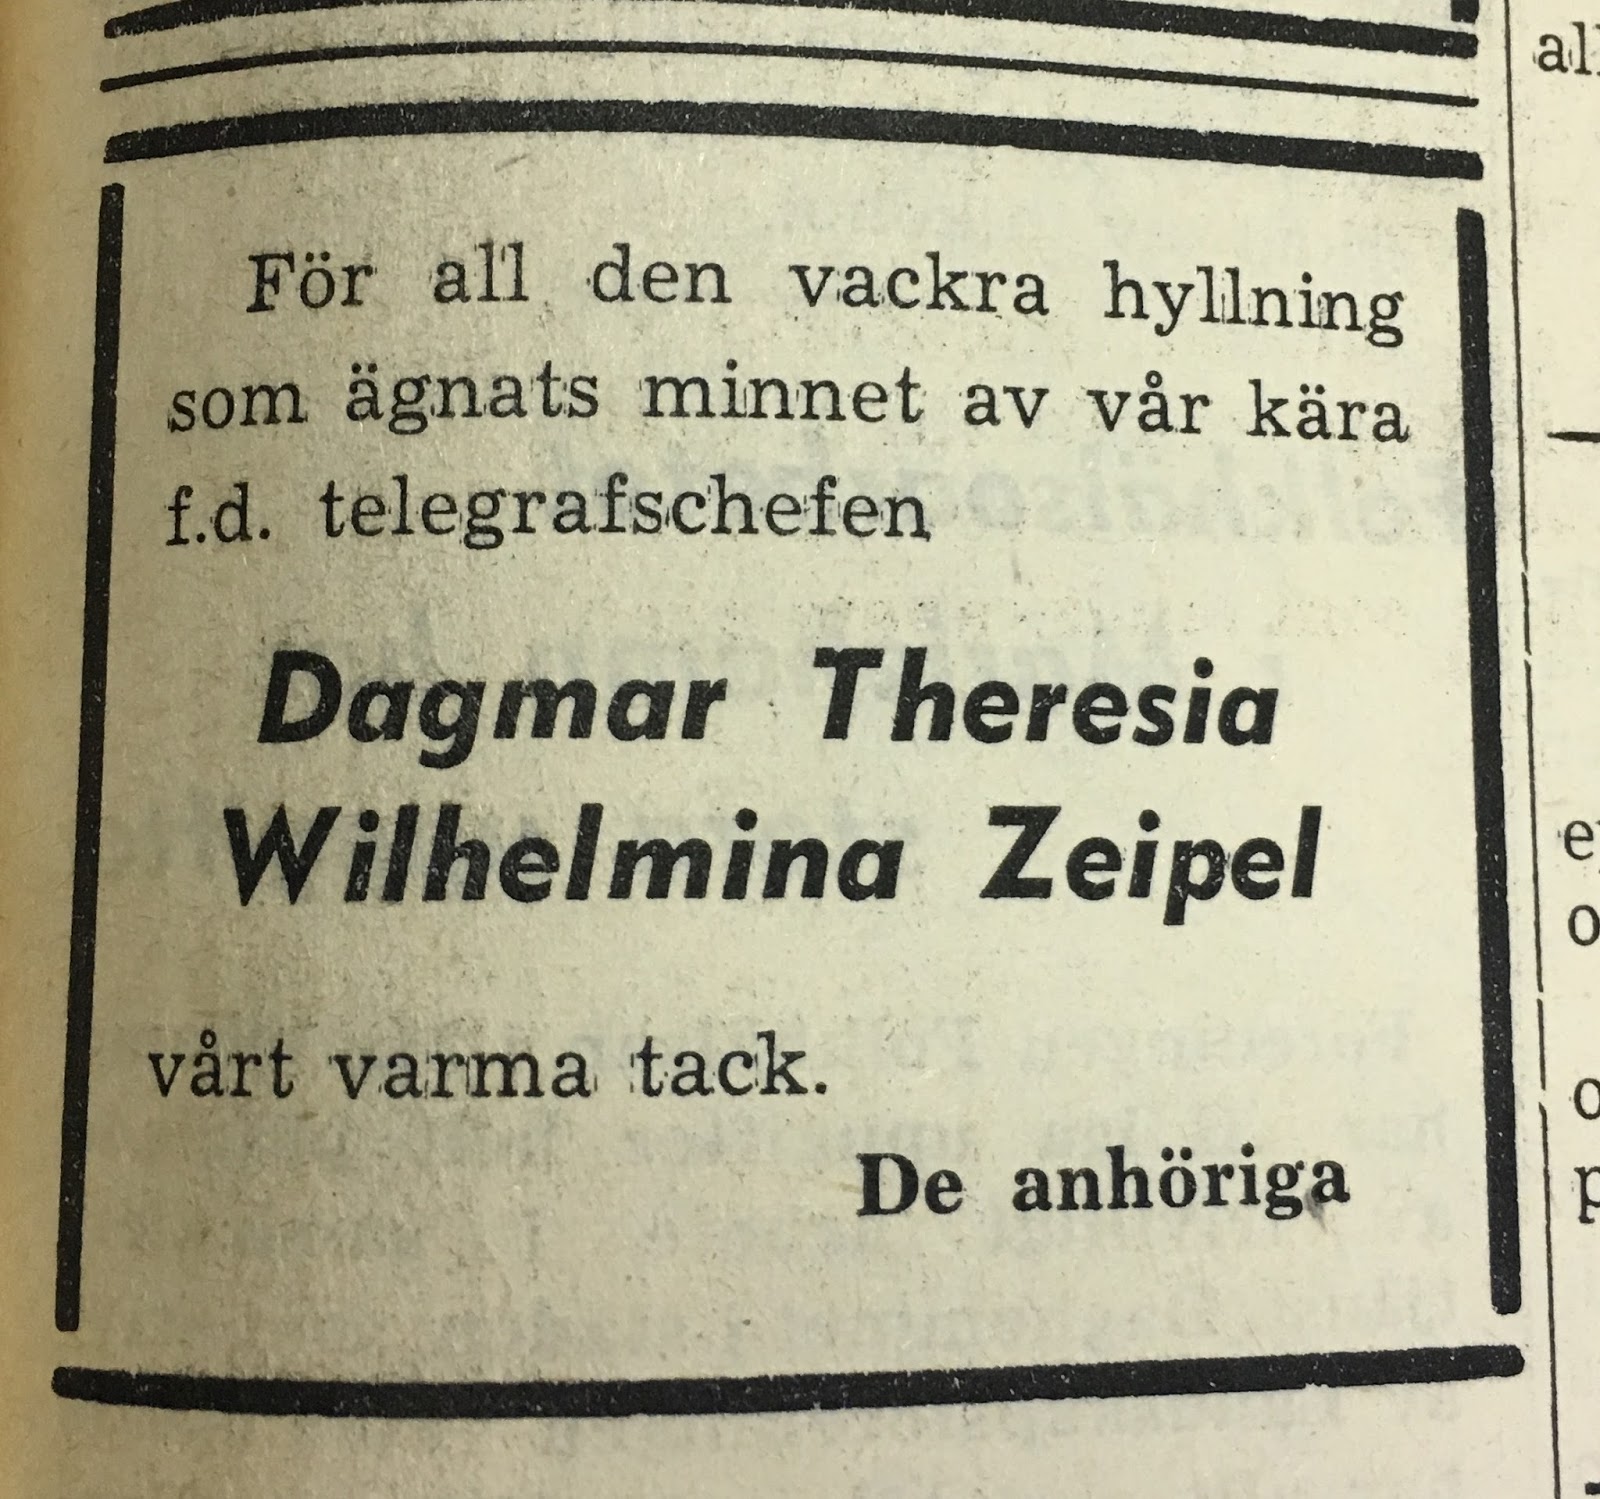 För all den vackra hyllning
som ägnats minnet av vår kära
f.d. telegrafschefen
Dagmar Theresia
Wilhelmina Zeipel
vårt varma tack.
De anhöriga